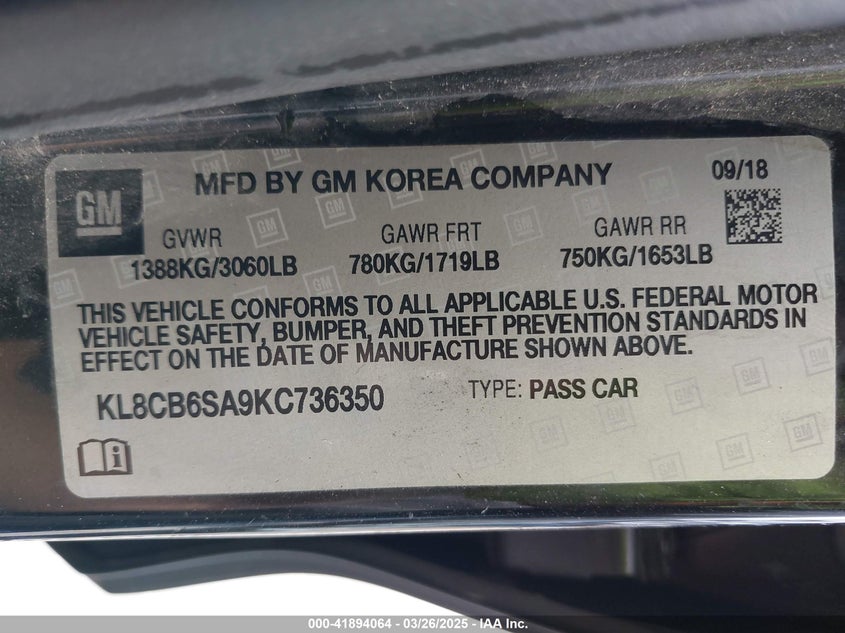 GM
MFD BY GM KOREA COMPANY
09/18
GVWR
GAWR FRT
GAWR RR
1388KG/3060LB
780KG/1719LB
750KG/1653LB
THIS VEHICLE CONFORMS TO ALL APPLICABLE U.S. FEDERAL MOTOR
VEHICLE SAFETY, BUMPER, AND THEFT PREVENTION STANDARDS IN
EFFECT ON THE DATE OF MANUFACTURE SHOWN ABOVE.
KL8CB6SA9KC736350
TYPE: PASS CAR
000-41894064 - 03/26/2025 - IAA, Inc.